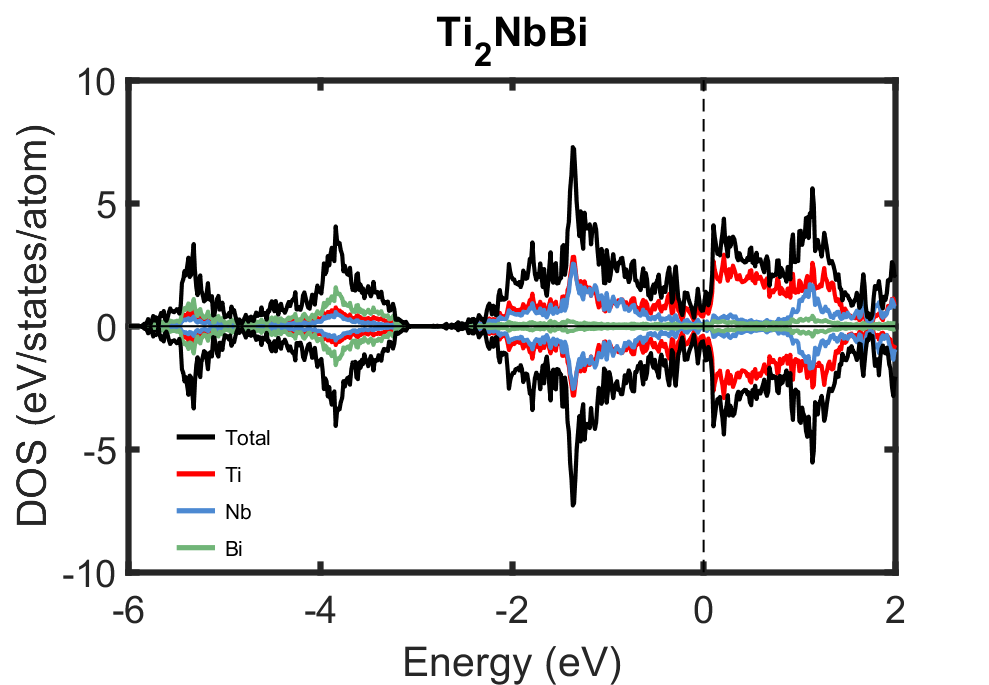 Ti₂NbBi
10
5
0
-5
-10
DOS (eV/states/atom)
Total
Ti
Nb
Bi
-6 -4 -2 0 2
Energy (eV)